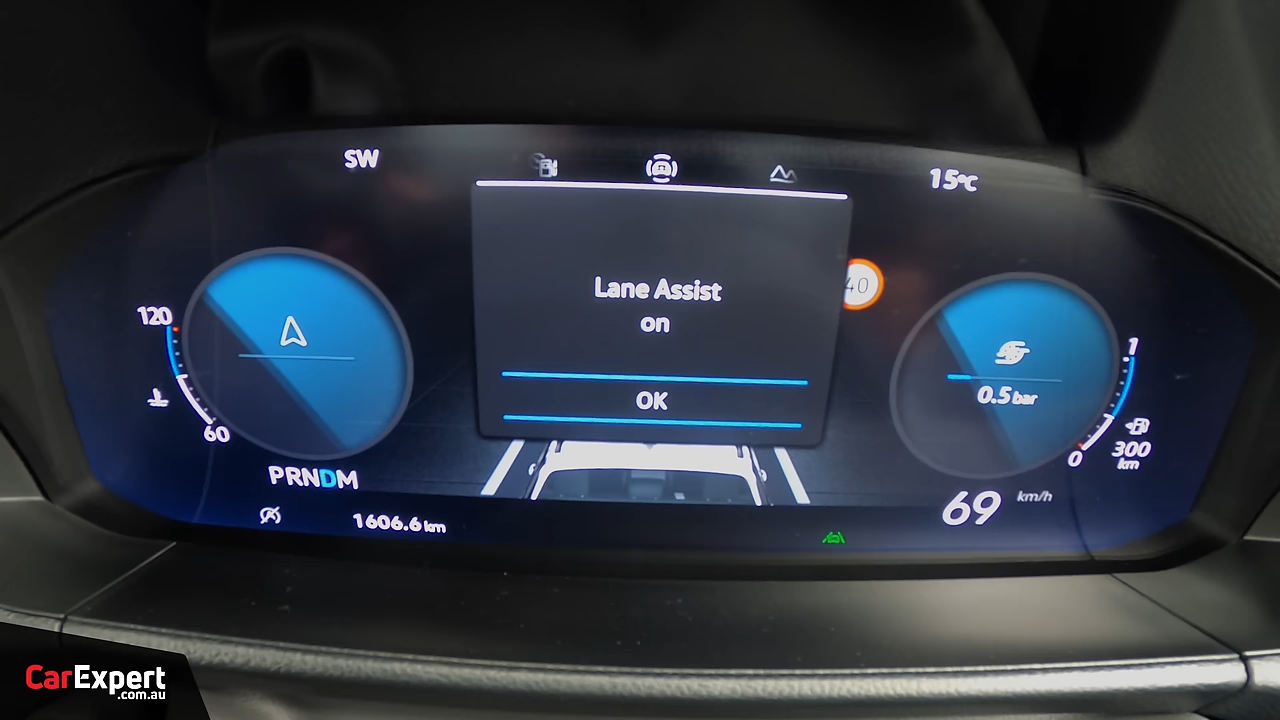 SW
15°C
Lane Assist
on
OK
40
120
60
PRNDM
1606.6 km
0.5 bar
1
0
300
km
69 km/h
CarExpert
.com.au